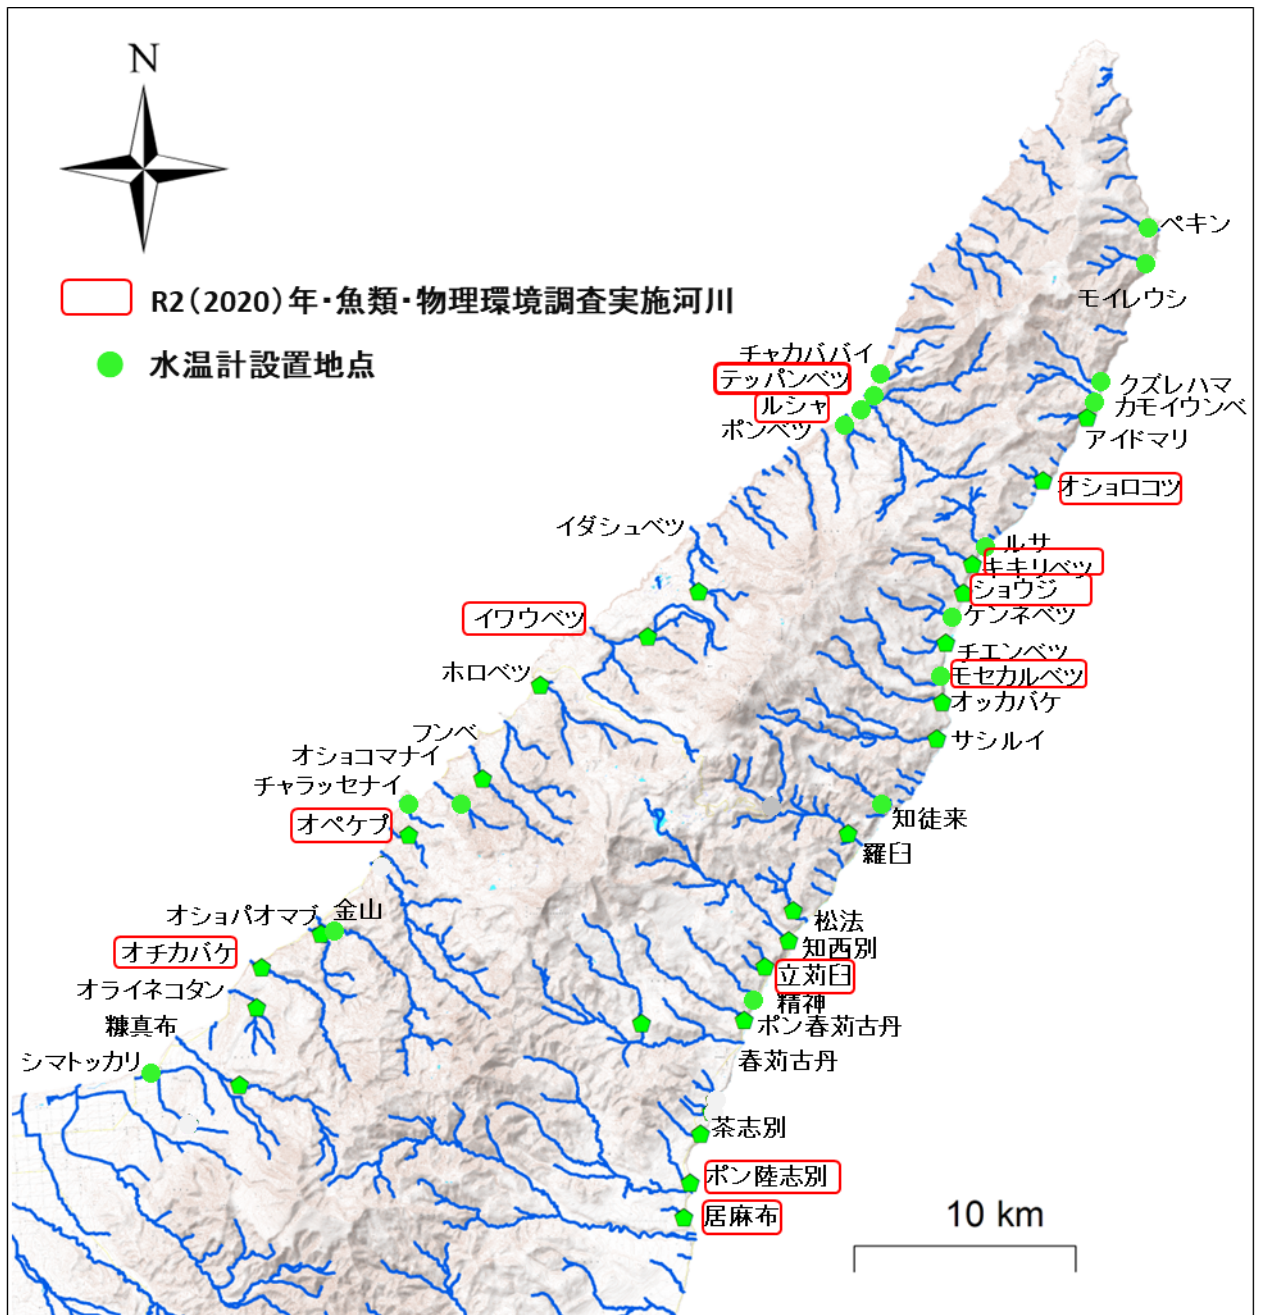 N
R2(2020)年・魚類・物理環境調査実施河川
水温計設置地点
ペキン
モイレウシ
チャカババイ
テッパンベツ
ルシャ
ポンベツ
クズレハマ
カモイウンベ
アイドマリ
オショロコツ
イダシュベツ
ルサ
キキリベツ
ショウジ
イワウベツ
ケンネベツ
チエンベツ
ホロベツ
モセカルベツ
オッカバケ
フンベ
サシルイ
オショコマナイ
チャラッセナイ
オペケプ
知徒来
羅臼
オショパオマブ
金山
松法
オチカバケ
知西別
立苅臼
オライネコタン
精神
糠真布
ポン春苅古丹
シマトッカリ
春苅古丹
茶志別
ポン陸志別
居麻布
10 km